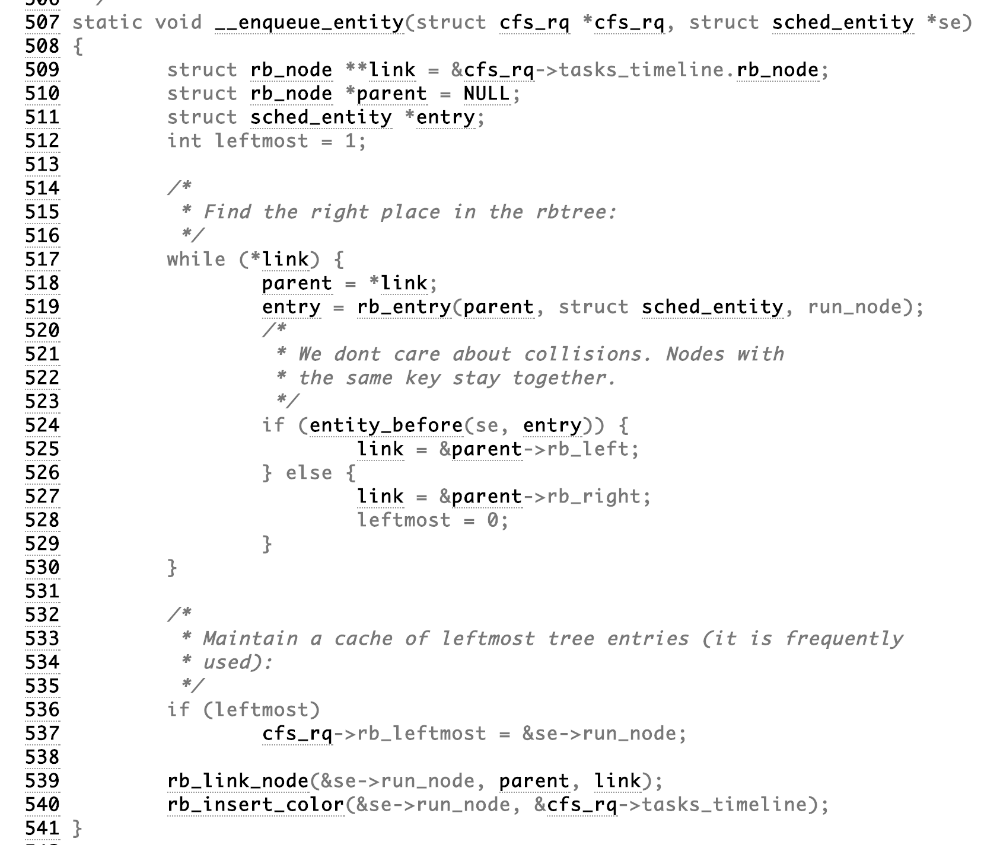 506  */
507 static void __enqueue_entity(struct cfs_rq *cfs_rq, struct sched_entity *se)
508 {
509         struct rb_node **link = &cfs_rq->tasks_timeline.rb_node;
510         struct rb_node *parent = NULL;
511         struct sched_entity *entry;
512         int leftmost = 1;
513
514         /*
515          * Find the right place in the rbtree:
516          */
517         while (*link) {
518                 parent = *link;
519                 entry = rb_entry(parent, struct sched_entity, run_node);
520                 /*
521                  * We dont care about collisions. Nodes with
522                  * the same key stay together.
523                  */
524                 if (entity_before(se, entry)) {
525                         link = &parent->rb_left;
526                 } else {
527                         link = &parent->rb_right;
528                         leftmost = 0;
529                 }
530         }
531
532         /*
533          * Maintain a cache of leftmost tree entries (it is frequently
534          * used):
535          */
536         if (leftmost)
537                 cfs_rq->rb_leftmost = &se->run_node;
538
539         rb_link_node(&se->run_node, parent, link);
540         rb_insert_color(&se->run_node, &cfs_rq->tasks_timeline);
541 }